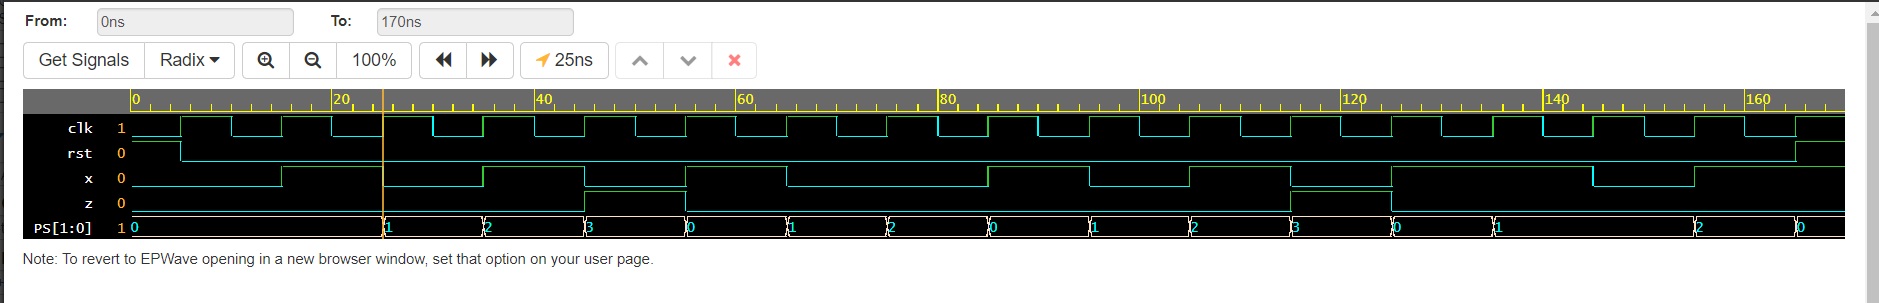 From: 0ns To: 170ns
Get Signals Radix 100% 25ns
0 20 40 60 80 100 120 140 160
clk 1
rst 0
x 0
z 0
PS[1:0] 1 0 1 2 3 0 1 2 0 1 2 3 0 1 2 0
Note: To revert to EPWave opening in a new browser window, set that option on your user page.